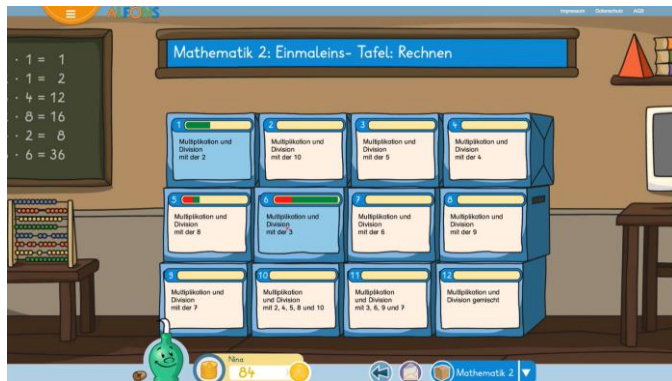 ALFONS
Impressum Datenschutz AGB
Mathematik 2: Einmaleins- Tafel: Rechnen
· 1 = 1
· 1 = 2
· 4 = 12
· 8 = 16
· 2 = 8
· 6 = 36
1
Multiplikation und
Division
mit der 2
2
Multiplikation und
Division
mit der 10
3
Multiplikation und
Division
mit der 5
4
Multiplikation und
Division
mit der 4
5
Multiplikation und
Division
mit der 8
6
Multiplikation und
Division
mit der 3
7
Multiplikation und
Division
mit der 6
8
Multiplikation und
Division
mit der 9
9
Multiplikation und
Division
mit der 7
10
Multiplikation
und Division
mit 2, 4, 5, 8 und 10
11
Multiplikation
und Division
mit 3, 6, 9 und 7
12
Multiplikation und
Division gemischt
Nina
84
Mathematik 2